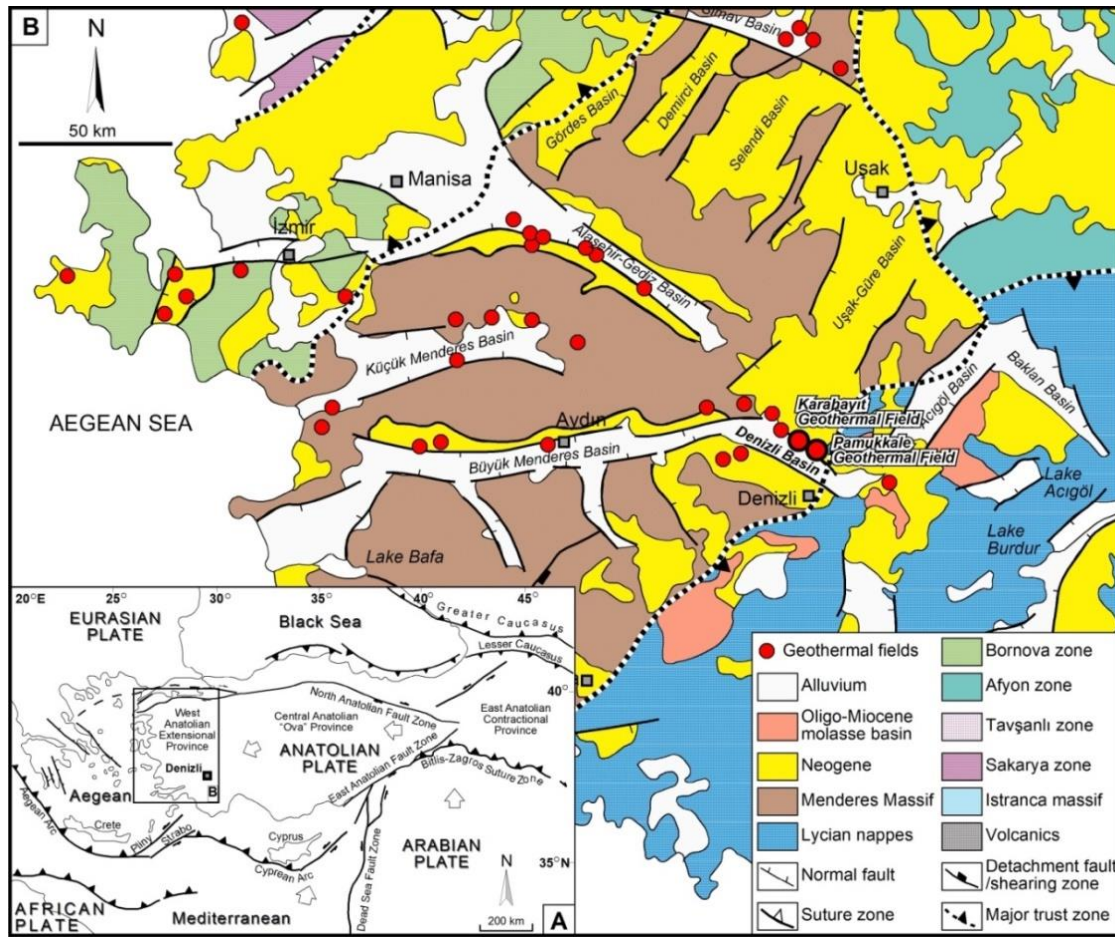 B
N
50 km
Simav Basin
Demirci Basin
Gördes Basin
Selendi Basin
Manisa
Uşak
İzmir
Alaşehir-Gediz Basin
Uşak-Güre Basin
Küçük Menderes Basin
Baklan Basin
Acıgöl Basin
Karahayıt
Geothermal Field
AEGEAN SEA
Aydın
Pamukkale
Geothermal Field
Büyük Menderes Basin
Denizli Basin
Lake
Acıgöl
Denizli
Lake
Burdur
Lake Bafa
20°E
25
30
35
40
45
EURASIAN
PLATE
Black Sea
Greater Caucasus
Lesser Caucasus
40°
North Anatolian Fault Zone
West
Anatolian
Extensional
Province
Central Anatolian
"Ova" Province
East Anatolian
Contractional
Province
ANATOLIAN
PLATE
East Anatolian Fault Zone
Denizli
B
Bitlis-Zagros Suture Zone
Aegean
Aegean Arc
Crete
Pliny
Strabo
Cyprus
Cyprean Arc
ARABIAN
PLATE
Dead Sea Fault Zone
35°N
N
AFRICAN
PLATE
Mediterranean
200 km
A
Geothermal fields
Alluvium
Oligo-Miocene
molasse basin
Neogene
Menderes Massif
Lycian nappes
Normal fault
Suture zone
Bornova zone
Afyon zone
Tavşanlı zone
Sakarya zone
Istranca massif
Volcanics
Detachment fault
/shearing zone
Major trust zone